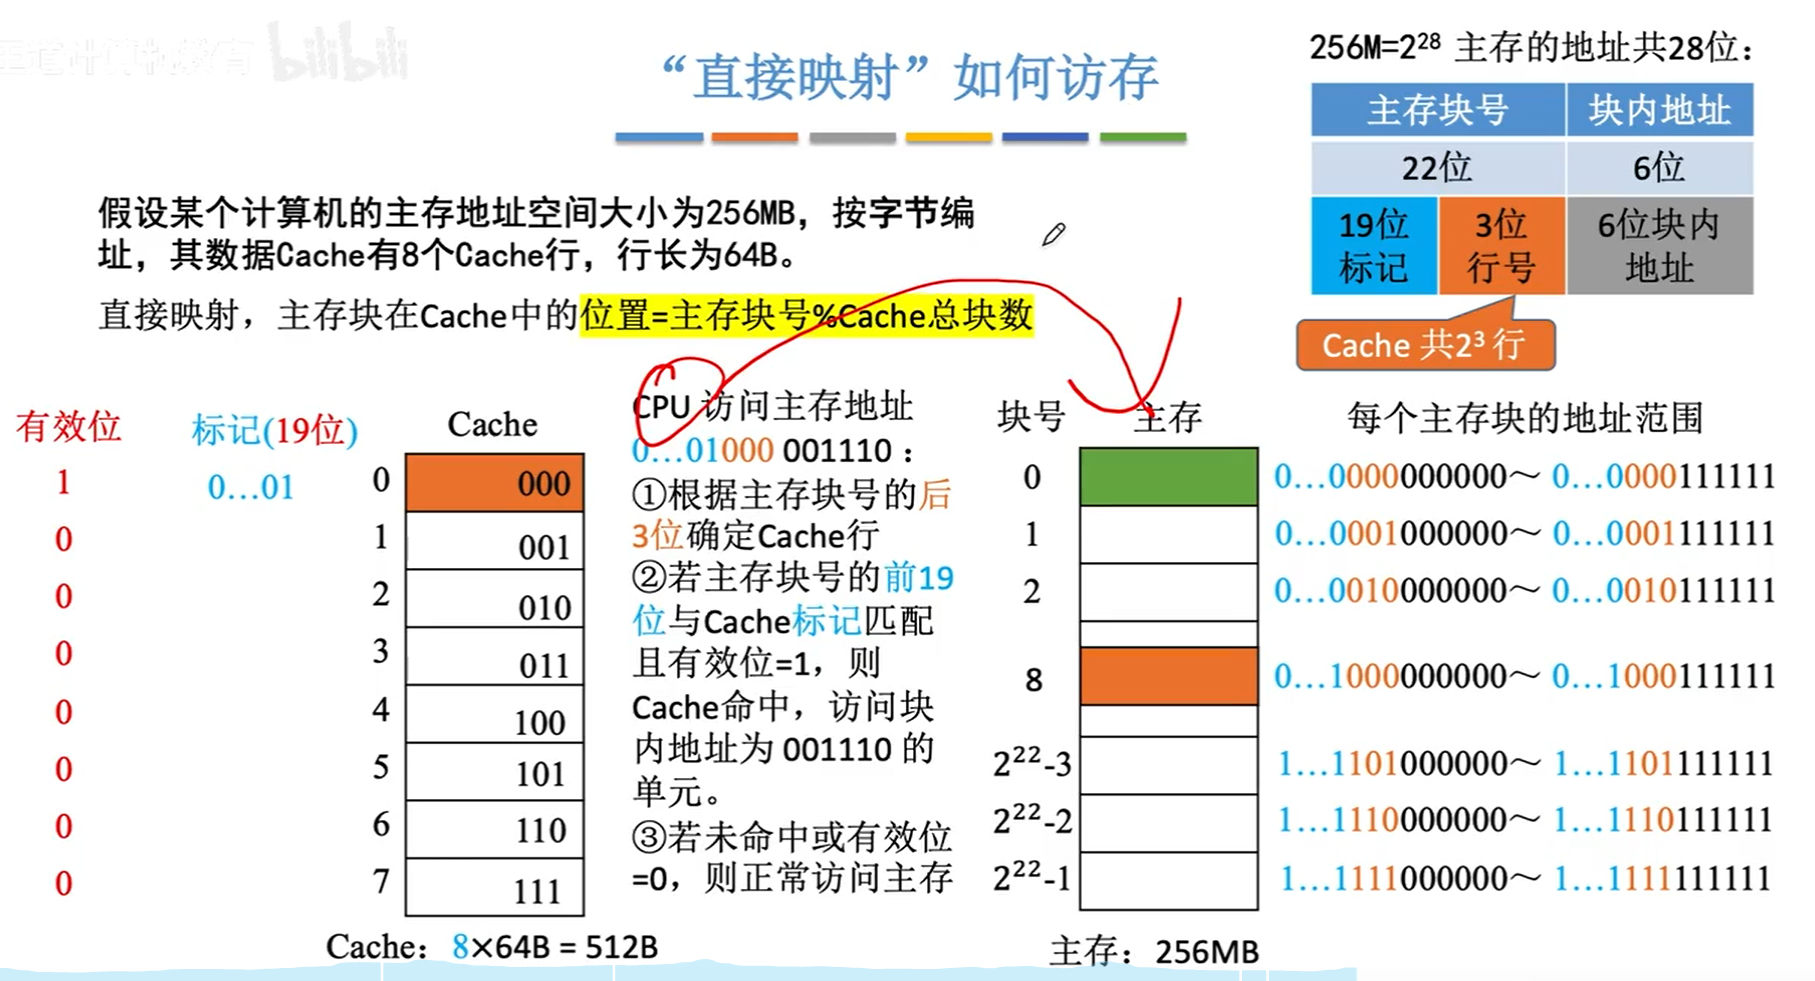 王道计算机教育 bilibili
“直接映射”如何访存
256M=2²⁸ 主存的地址共28位：
主存块号 块内地址
22位 6位
19位 3位 6位块内
标记 行号 地址
Cache 共2³ 行
假设某个计算机的主存地址空间大小为256MB，按字节编
址，其数据Cache有8个Cache行，行长为64B。
直接映射，主存块在Cache中的位置=主存块号%Cache总块数
有效位 标记(19位) Cache
1 0…01 0 000
0 1 001
0 2 010
0 3 011
0 4 100
0 5 101
0 6 110
0 7 111
Cache：8×64B = 512B
CPU 访问主存地址
0…01000 001110：
①根据主存块号的后
3位确定Cache行
②若主存块号的前19
位与Cache标记匹配
且有效位=1，则
Cache命中，访问块
内地址为 001110 的
单元。
③若未命中或有效位
=0，则正常访问主存
块号 主存 每个主存块的地址范围
0 0…0000000000～ 0…0000111111
1 0…0001000000～ 0…0001111111
2 0…0010000000～ 0…0010111111
8 0…1000000000～ 0…1000111111
2²²-3 1…1101000000～ 1…1101111111
2²²-2 1…1110000000～ 1…1110111111
2²²-1 1…1111000000～ 1…1111111111
主存：256MB